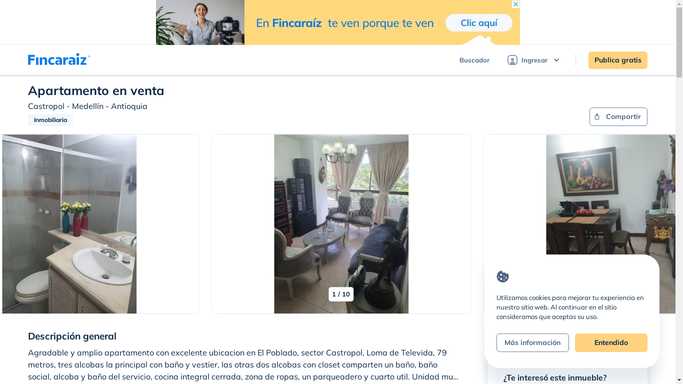 En Fincaraíz te ven porque te ven
Clic aquí
Fincaraiz
Buscador
Ingresar
Publica gratis
Apartamento en venta
Castropol - Medellín - Antioquia
Inmobiliaria
Compartir
1 / 10
Utilizamos cookies para mejorar tu experiencia en
nuestro sitio web. Al continuar en el sitio
consideramos que aceptas su uso.
Más información
Entendido
Descripción general
Agradable y amplio apartamento con excelente ubicacion en El Poblado, sector Castropol, Loma de Televida, 79
metros, tres alcobas la principal con baño y vestier, las otras dos alcobas con closet comparten un baño, baño
social, alcoba y baño del servicio, cocina integral cerrada, zona de ropas, un parqueadero y cuarto util. Unidad mu...
¿Te interesó este inmueble?